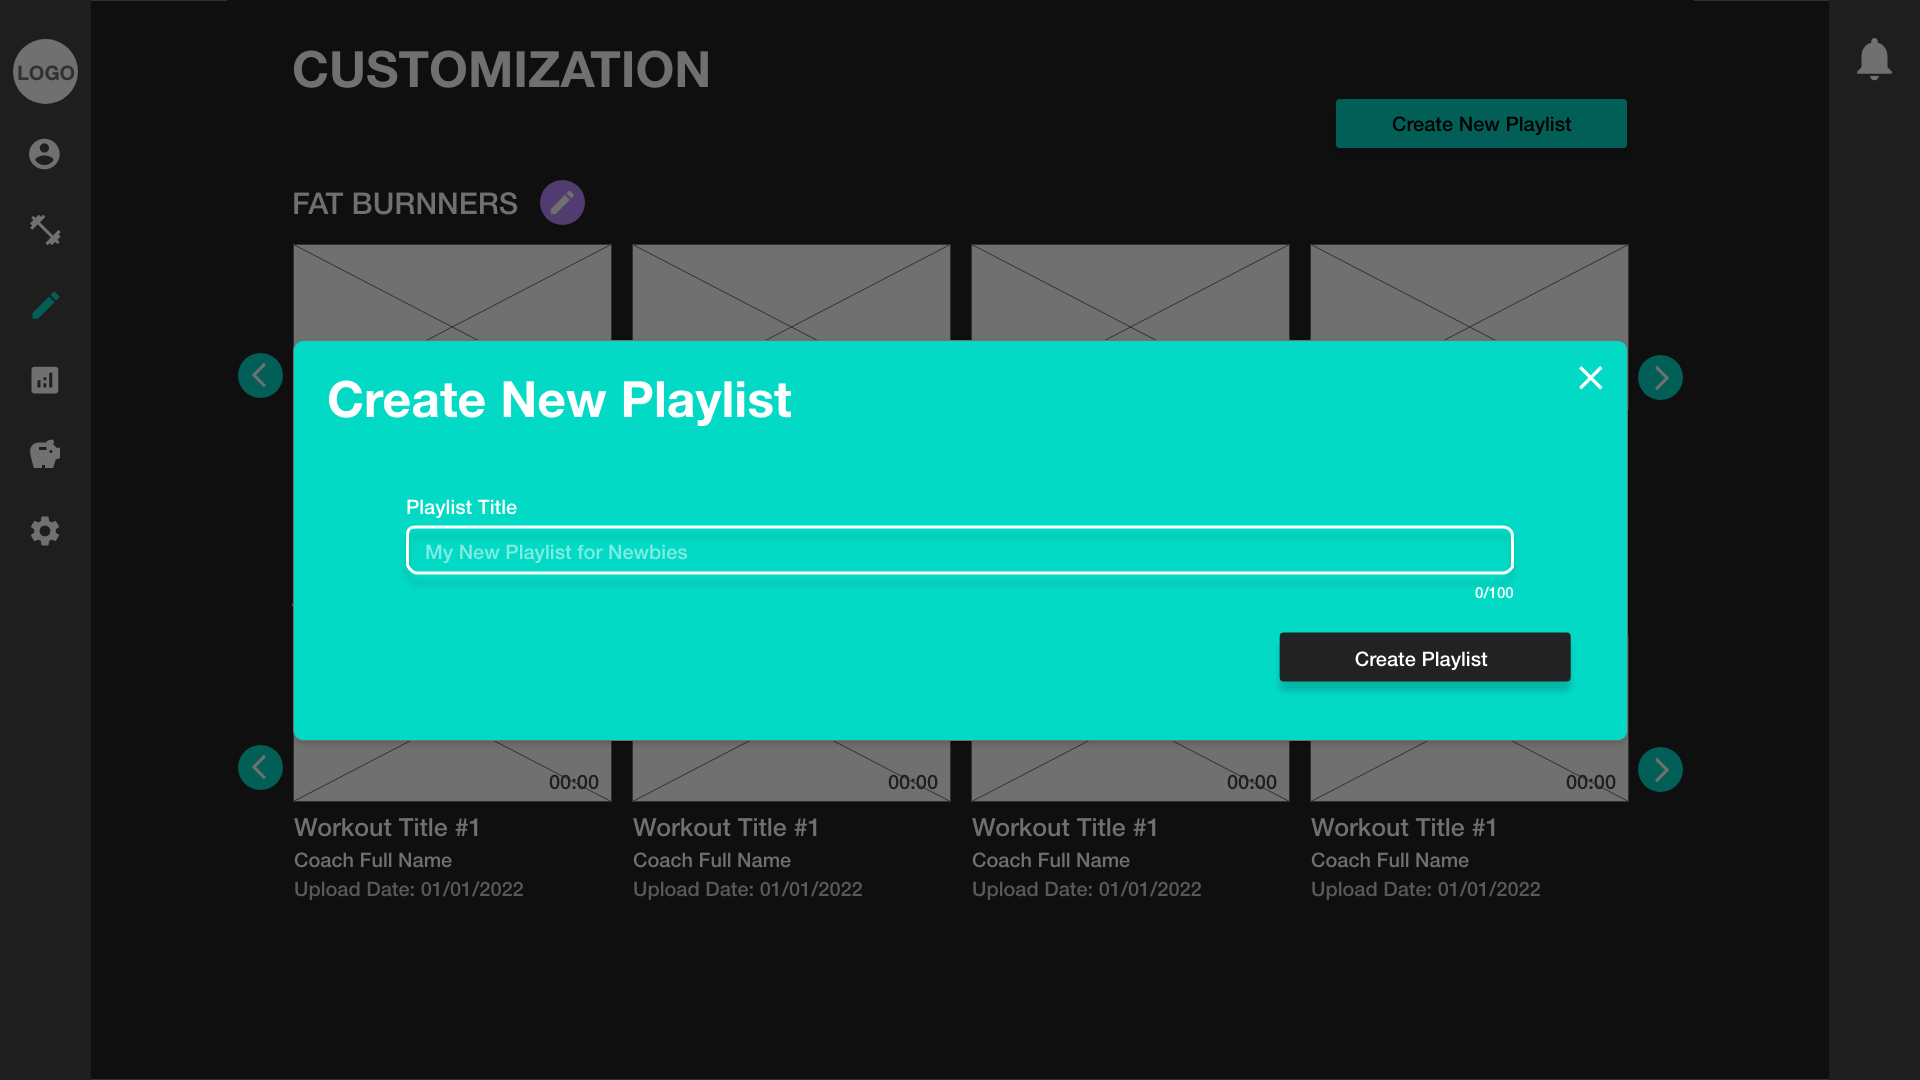 LOGO
CUSTOMIZATION
Create New Playlist
FAT BURNNERS
Create New Playlist
Playlist Title
My New Playlist for Newbies
0/100
Create Playlist
00:00 00:00 00:00 00:00
Workout Title #1 Workout Title #1 Workout Title #1 Workout Title #1
Coach Full Name Coach Full Name Coach Full Name Coach Full Name
Upload Date: 01/01/2022 Upload Date: 01/01/2022 Upload Date: 01/01/2022 Upload Date: 01/01/2022